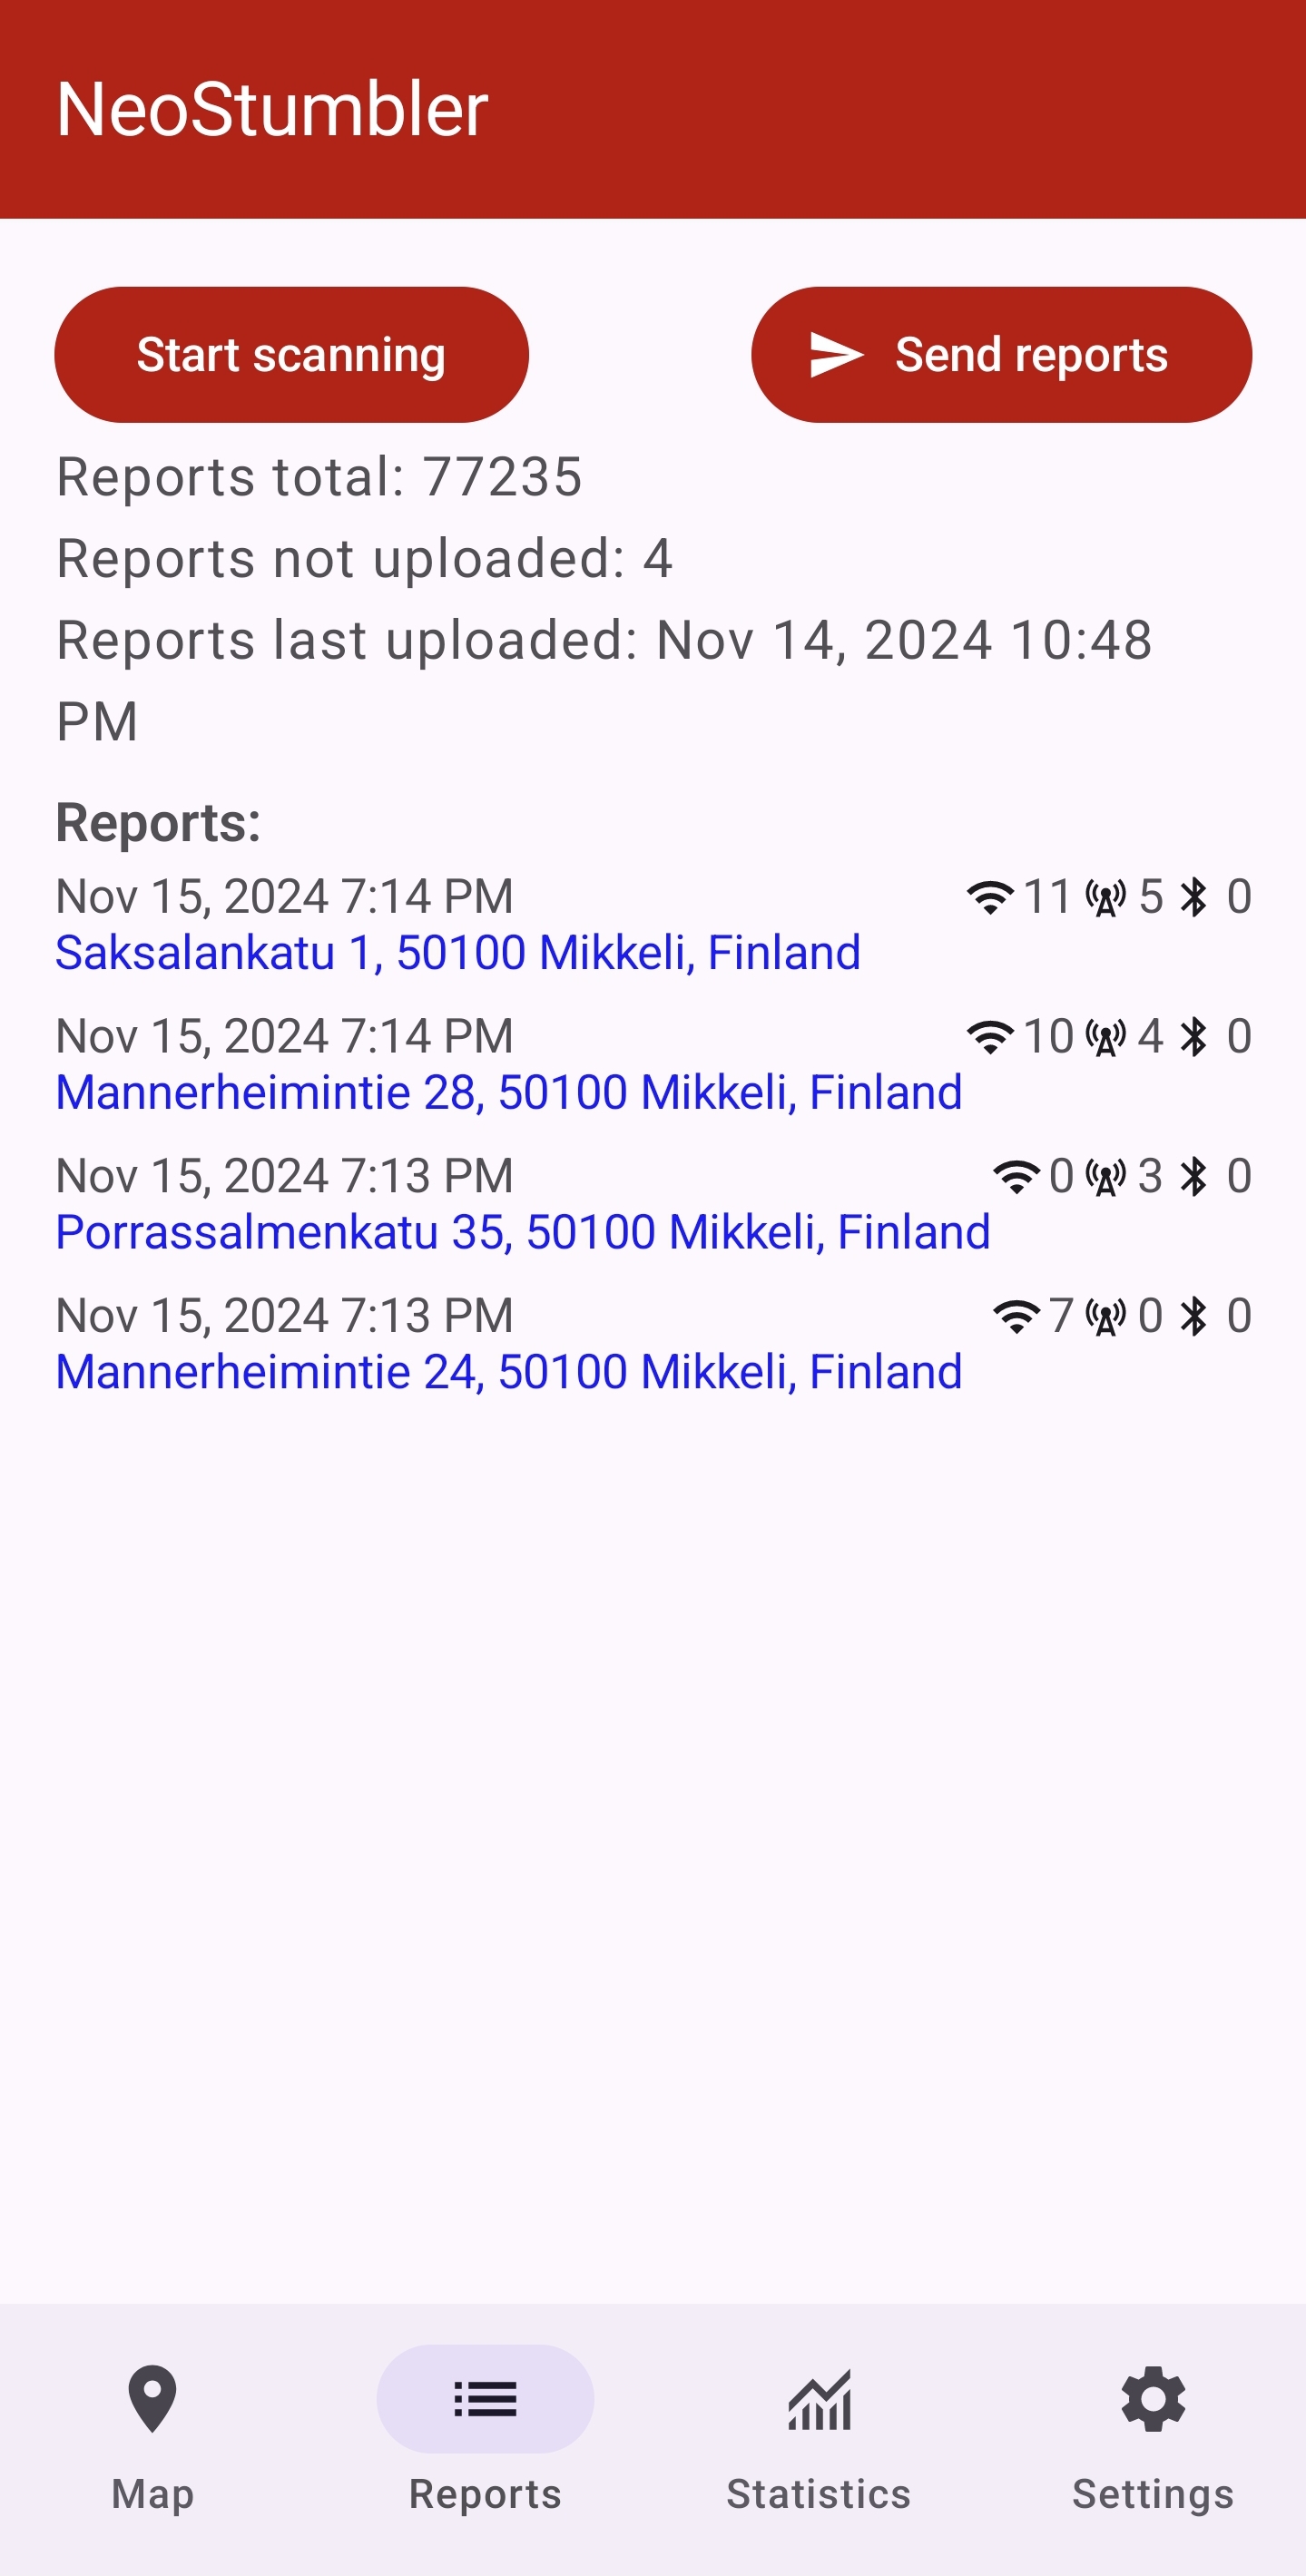 NeoStumbler
Start scanning
Send reports
Reports total: 77235
Reports not uploaded: 4
Reports last uploaded: Nov 14, 2024 10:48
PM
Reports:
Nov 15, 2024 7:14 PM 11 5 0
Saksalankatu 1, 50100 Mikkeli, Finland
Nov 15, 2024 7:14 PM 10 4 0
Mannerheimintie 28, 50100 Mikkeli, Finland
Nov 15, 2024 7:13 PM 0 3 0
Porrassalmenkatu 35, 50100 Mikkeli, Finland
Nov 15, 2024 7:13 PM 7 0 0
Mannerheimintie 24, 50100 Mikkeli, Finland
Map
Reports
Statistics
Settings